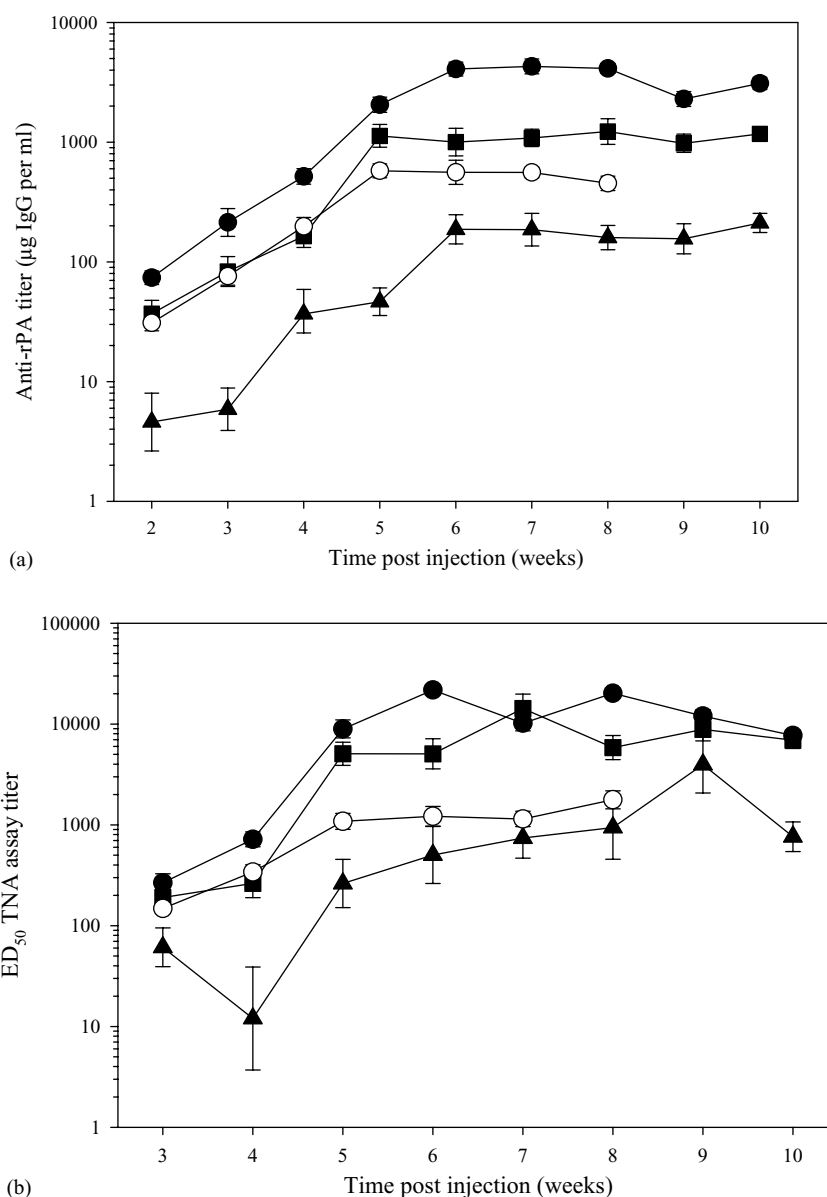 10000
1000
100
10
1
Anti-rPA titer (µg IgG per ml)
2 3 4 5 6 7 8 9 10
Time post injection (weeks)
(a)
100000
10000
1000
100
10
1
ED50 TNA assay titer
3 4 5 6 7 8 9 10
Time post injection (weeks)
(b)